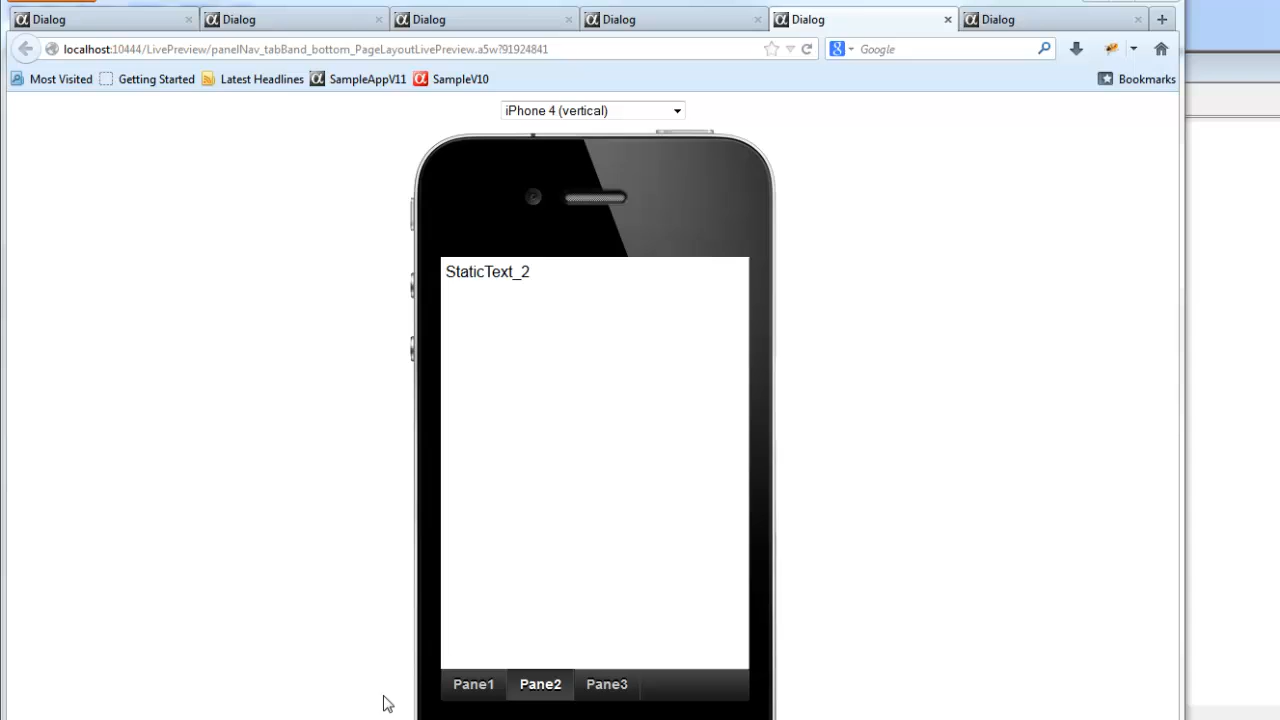 Dialog Dialog Dialog Dialog Dialog Dialog
localhost:10444/LivePreview/panelNav_tabBand_bottom_PageLayoutLivePreview.a5w?91924841 Google
Most Visited Getting Started Latest Headlines SampleAppV11 SampleV10 Bookmarks
iPhone 4 (vertical)
StaticText_2
Pane1 Pane2 Pane3